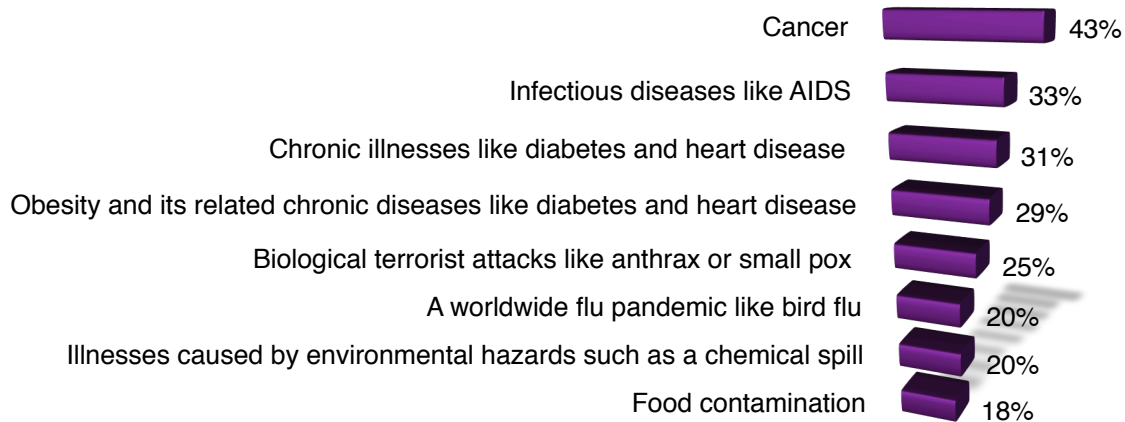 Cancer 43%
Infectious diseases like AIDS 33%
Chronic illnesses like diabetes and heart disease 31%
Obesity and its related chronic diseases like diabetes and heart disease 29%
Biological terrorist attacks like anthrax or small pox 25%
A worldwide flu pandemic like bird flu 20%
Illnesses caused by environmental hazards such as a chemical spill 20%
Food contamination 18%